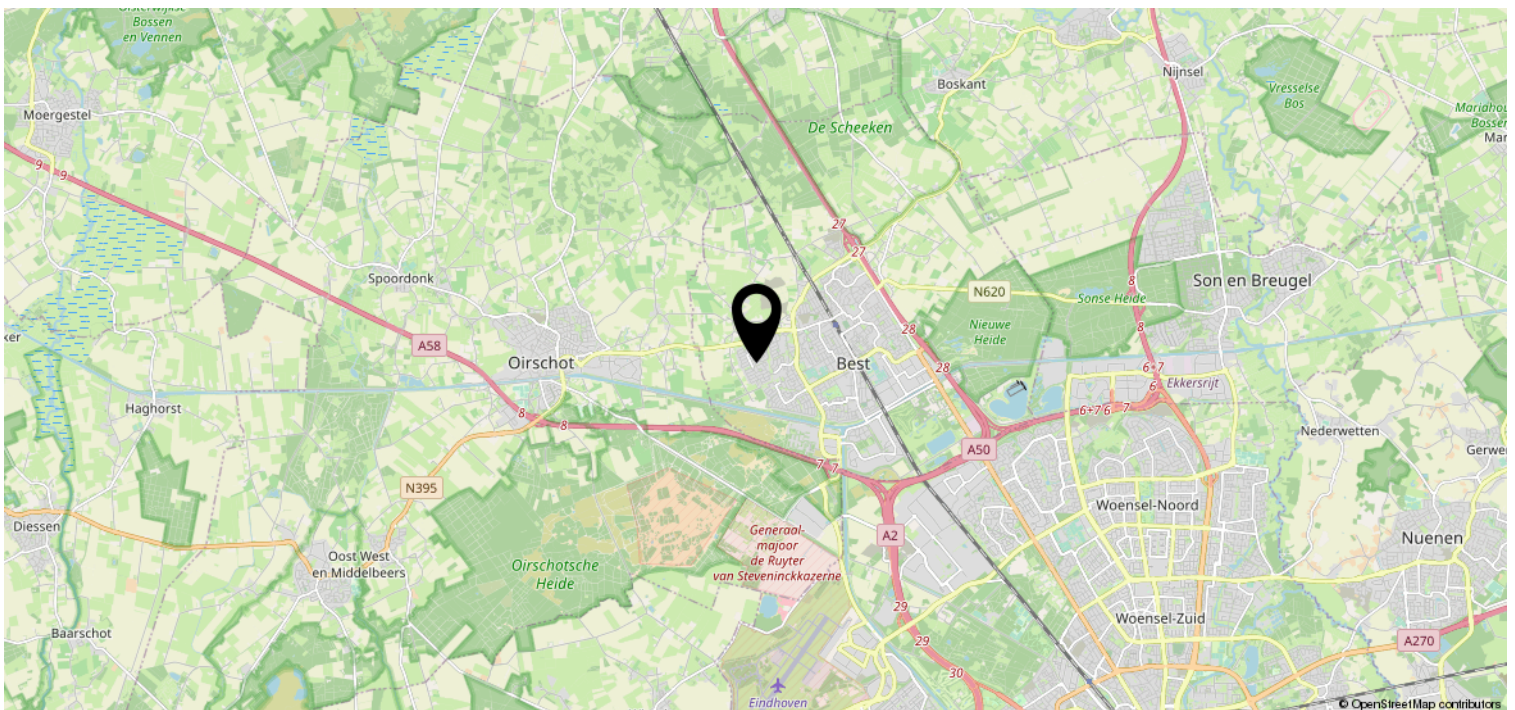 Oisterwijkse
Bossen
en Vennen
Moergestel
9
9
Boskant
Nijnsel
Vresselse
Bos
De Scheeken
27
27
Spoordonk
A58
Oirschot
N620
Sonse Heide
8
8
Son en Breugel
Nieuwe
Heide
28
28
Best
6+7
6
Ekkersrijt
6+7
6
7
Haghorst
8
8
A50
Nederwetten
7
7
N395
Woensel-Noord
Diessen
A2
Generaal-
majoor
de Ruyter
van Steveninckkazerne
Nuenen
Oost West
en Middelbeers
Oirschotsche
Heide
29
29
30
Woensel-Zuid
Baarschot
A270
Eindhoven
© OpenStreetMap contributors